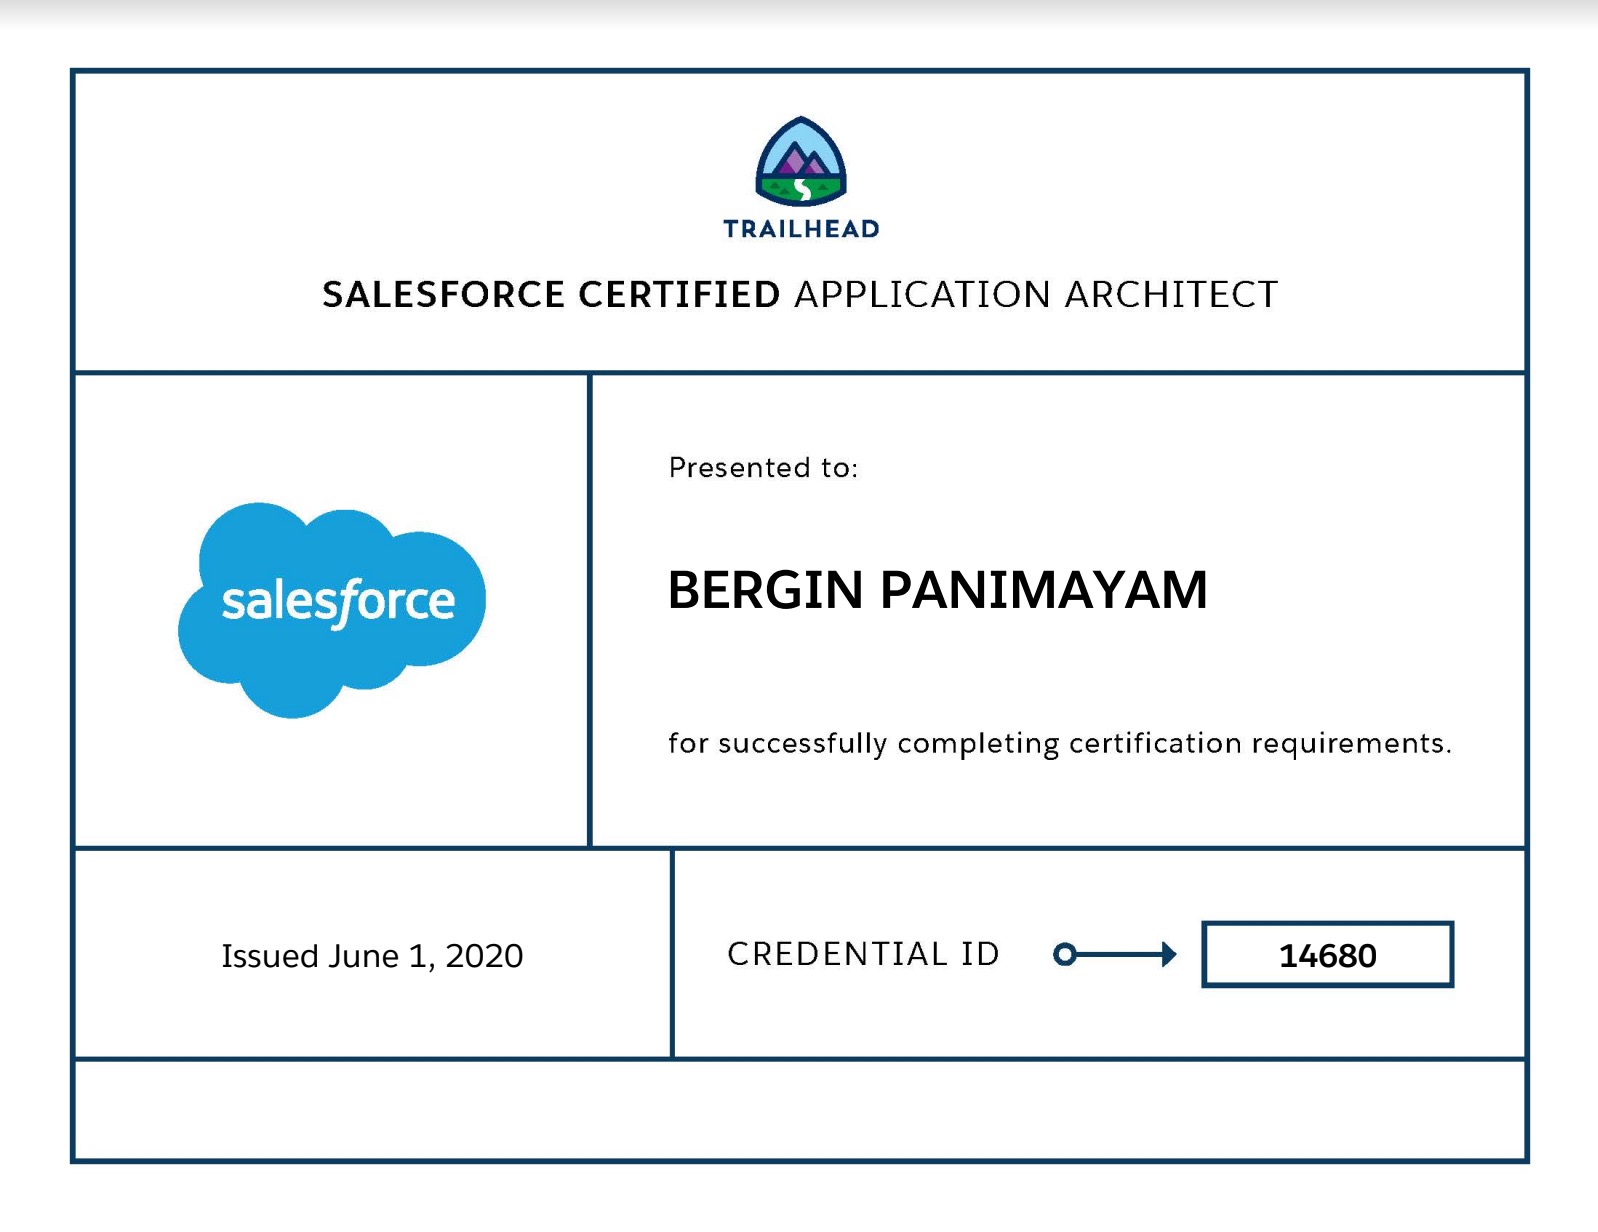 TRAILHEAD
SALESFORCE CERTIFIED APPLICATION ARCHITECT
salesforce
Presented to:
BERGIN PANIMAYAM
for successfully completing certification requirements.
Issued June 1, 2020
CREDENTIAL ID
14680